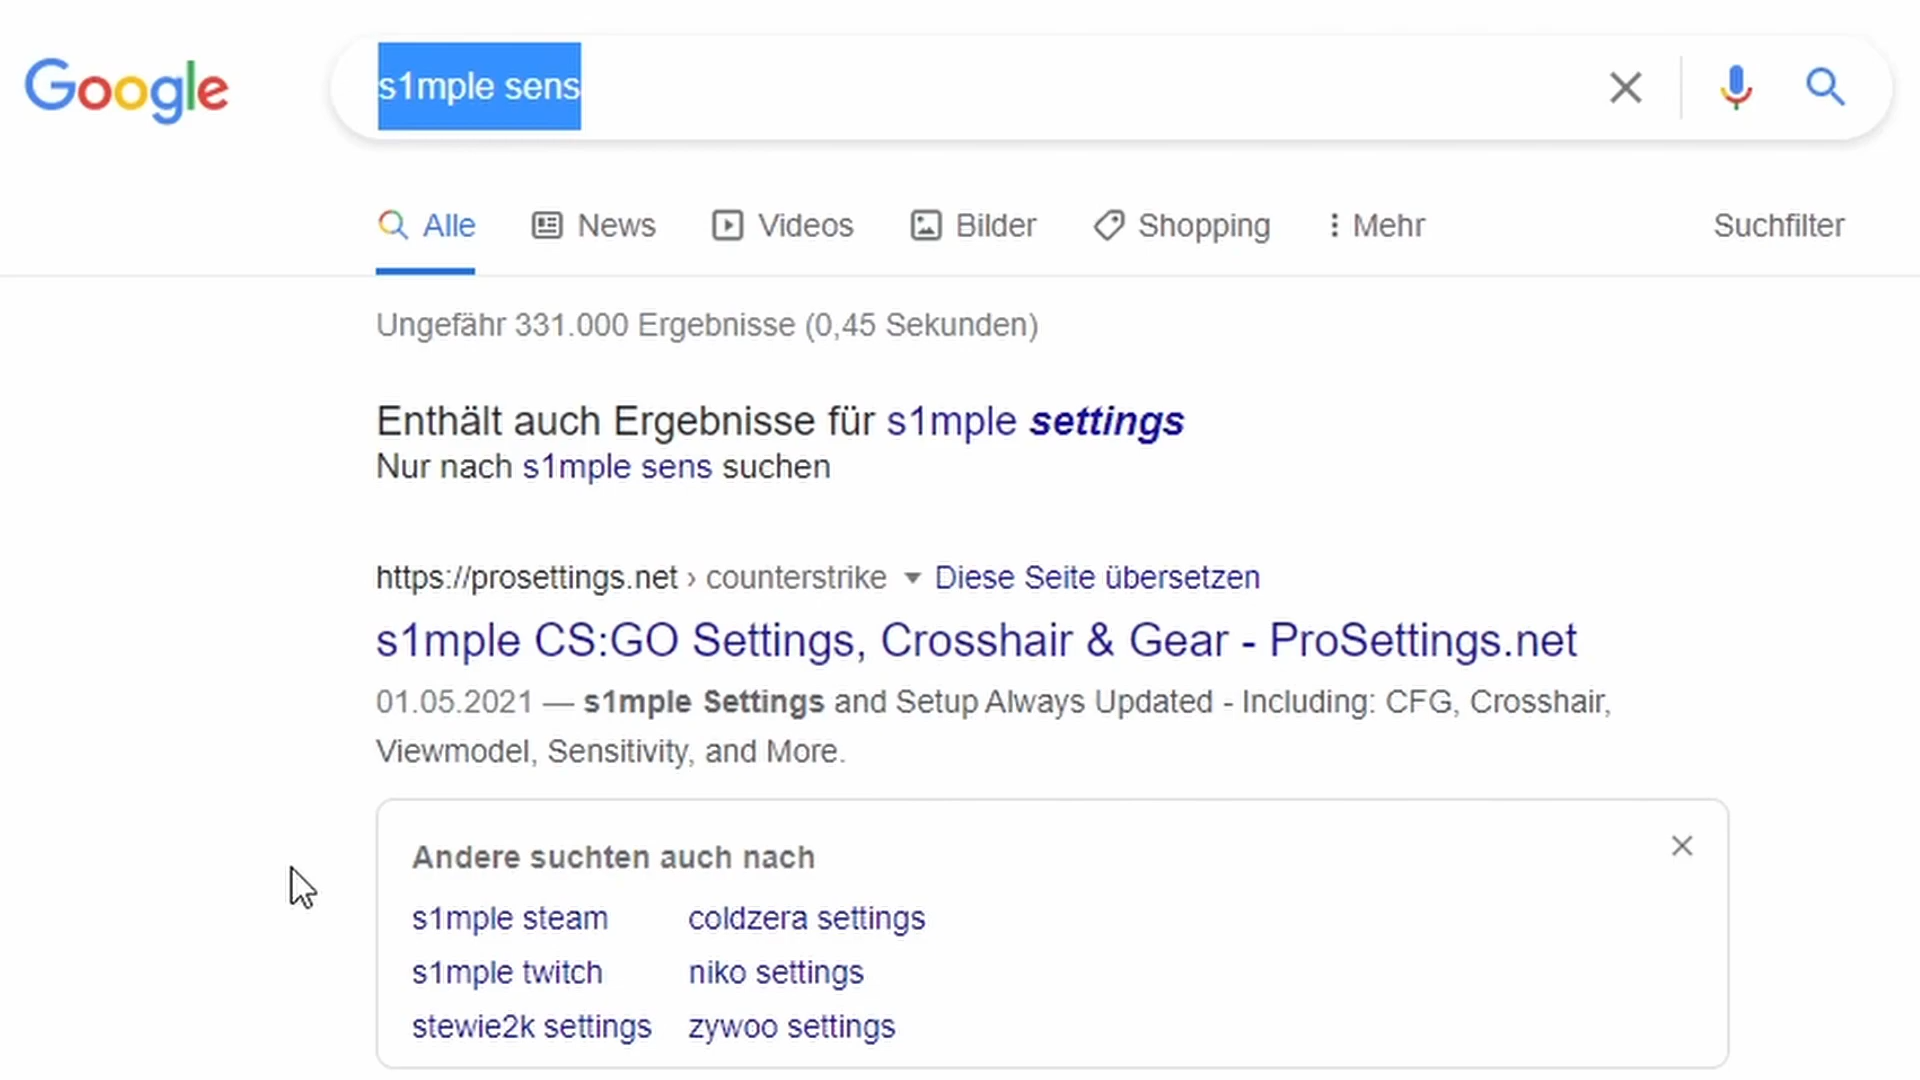 Google
s1mple sens
Alle News Videos Bilder Shopping Mehr Suchfilter
Ungefähr 331.000 Ergebnisse (0,45 Sekunden)
Enthält auch Ergebnisse für s1mple settings
Nur nach s1mple sens suchen
https://prosettings.net › counterstrike Diese Seite übersetzen
s1mple CS:GO Settings, Crosshair & Gear - ProSettings.net
01.05.2021 — s1mple Settings and Setup Always Updated - Including: CFG, Crosshair,
Viewmodel, Sensitivity, and More.
Andere suchten auch nach
s1mple steam coldzera settings
s1mple twitch niko settings
stewie2k settings zywoo settings